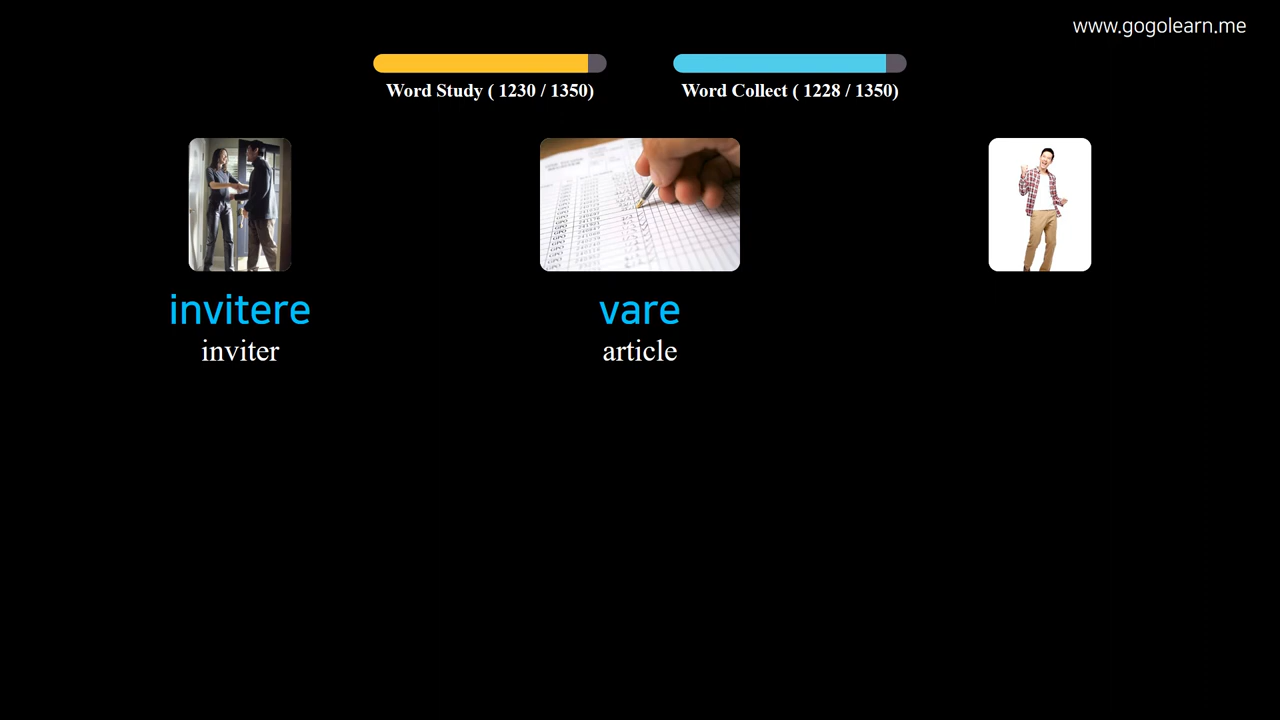 www.gogolearn.me
Word Study ( 1230 / 1350)
Word Collect ( 1228 / 1350)
invitere
vare
inviter
article